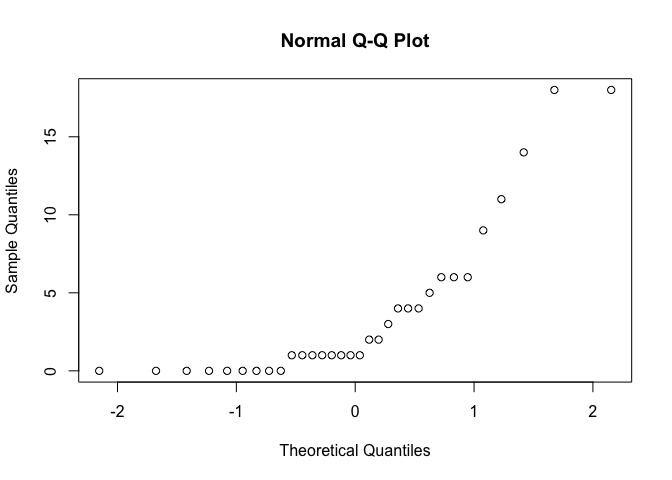 Normal Q-Q Plot
Sample Quantiles
15
10
5
0
-2 -1 0 1 2
Theoretical Quantiles